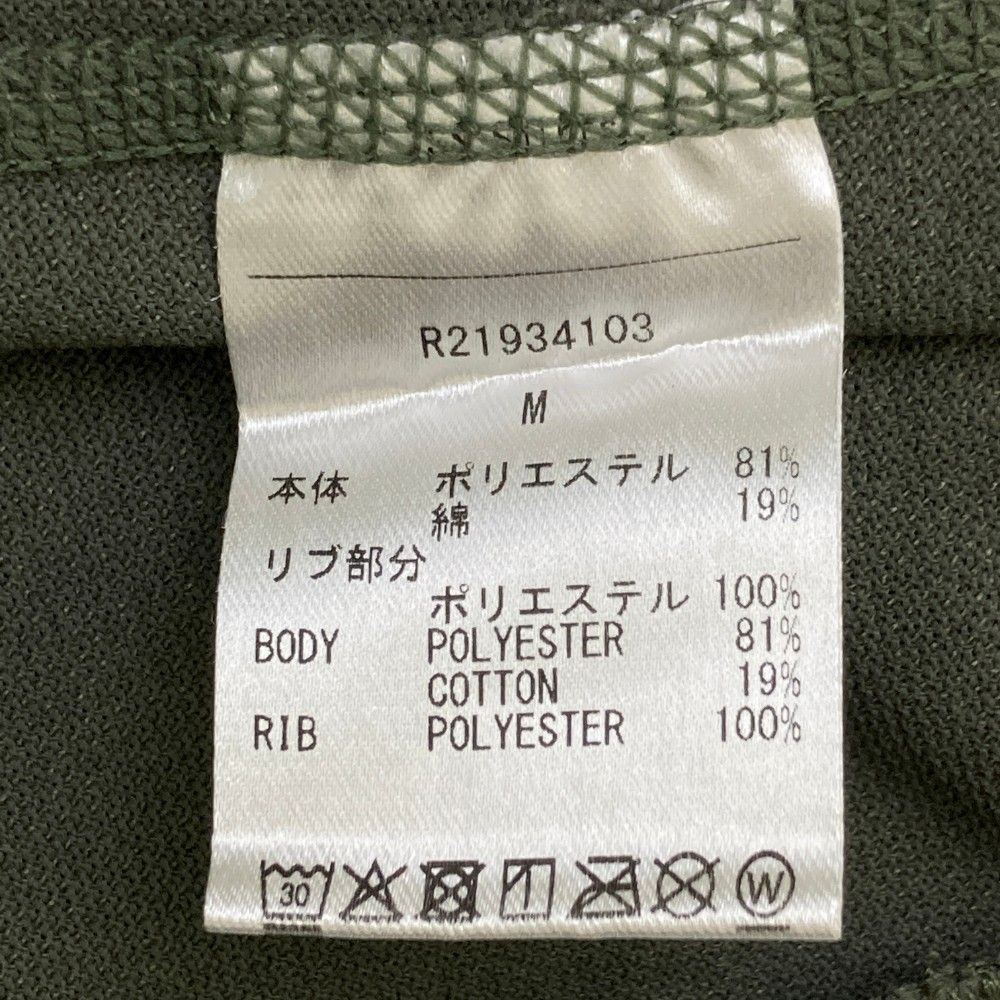 R21934103
M
本体 ポリエステル 81%
綿 19%
リブ部分
ポリエステル 100%
BODY POLYESTER 81%
COTTON 19%
RIB POLYESTER 100%
30 W